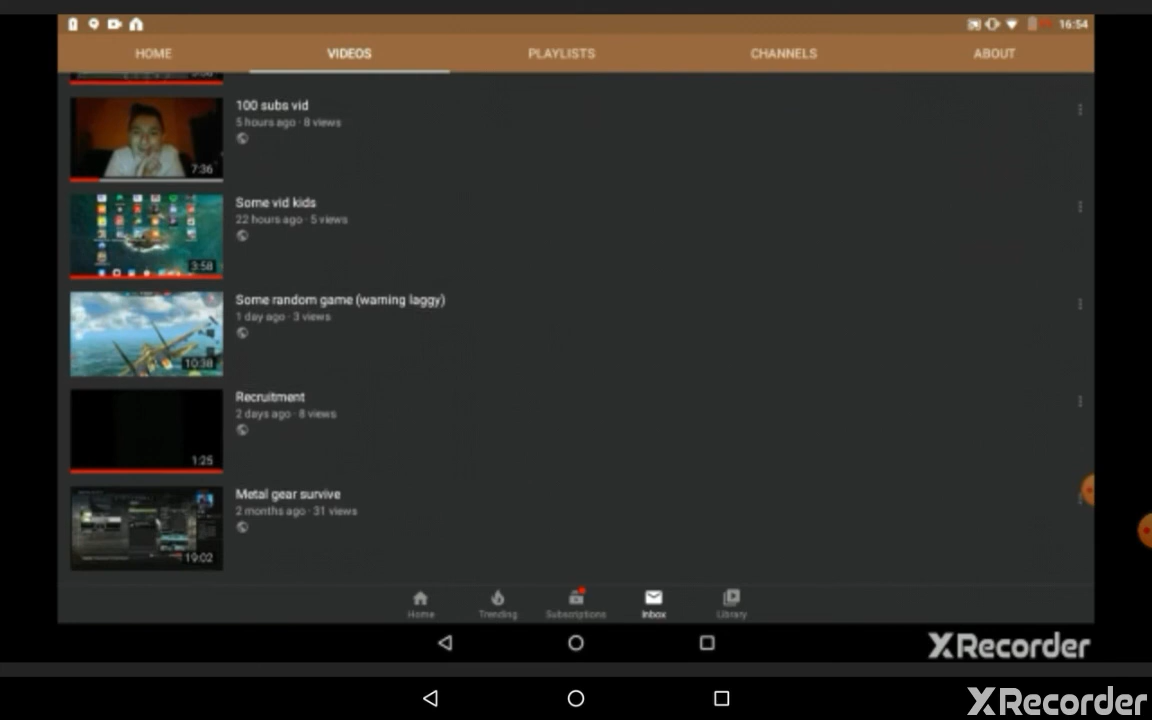 16:54
HOME VIDEOS PLAYLISTS CHANNELS ABOUT
100 subs vid
5 hours ago · 8 views
7:36
Some vid kids
22 hours ago · 5 views
3:58
Some random game (warning laggy)
1 day ago · 3 views
10:38
Recruitment
2 days ago · 8 views
1:25
Metal gear survive
2 months ago · 31 views
19:02
Home Trending Subscriptions Inbox Library
XRecorder
XRecorder